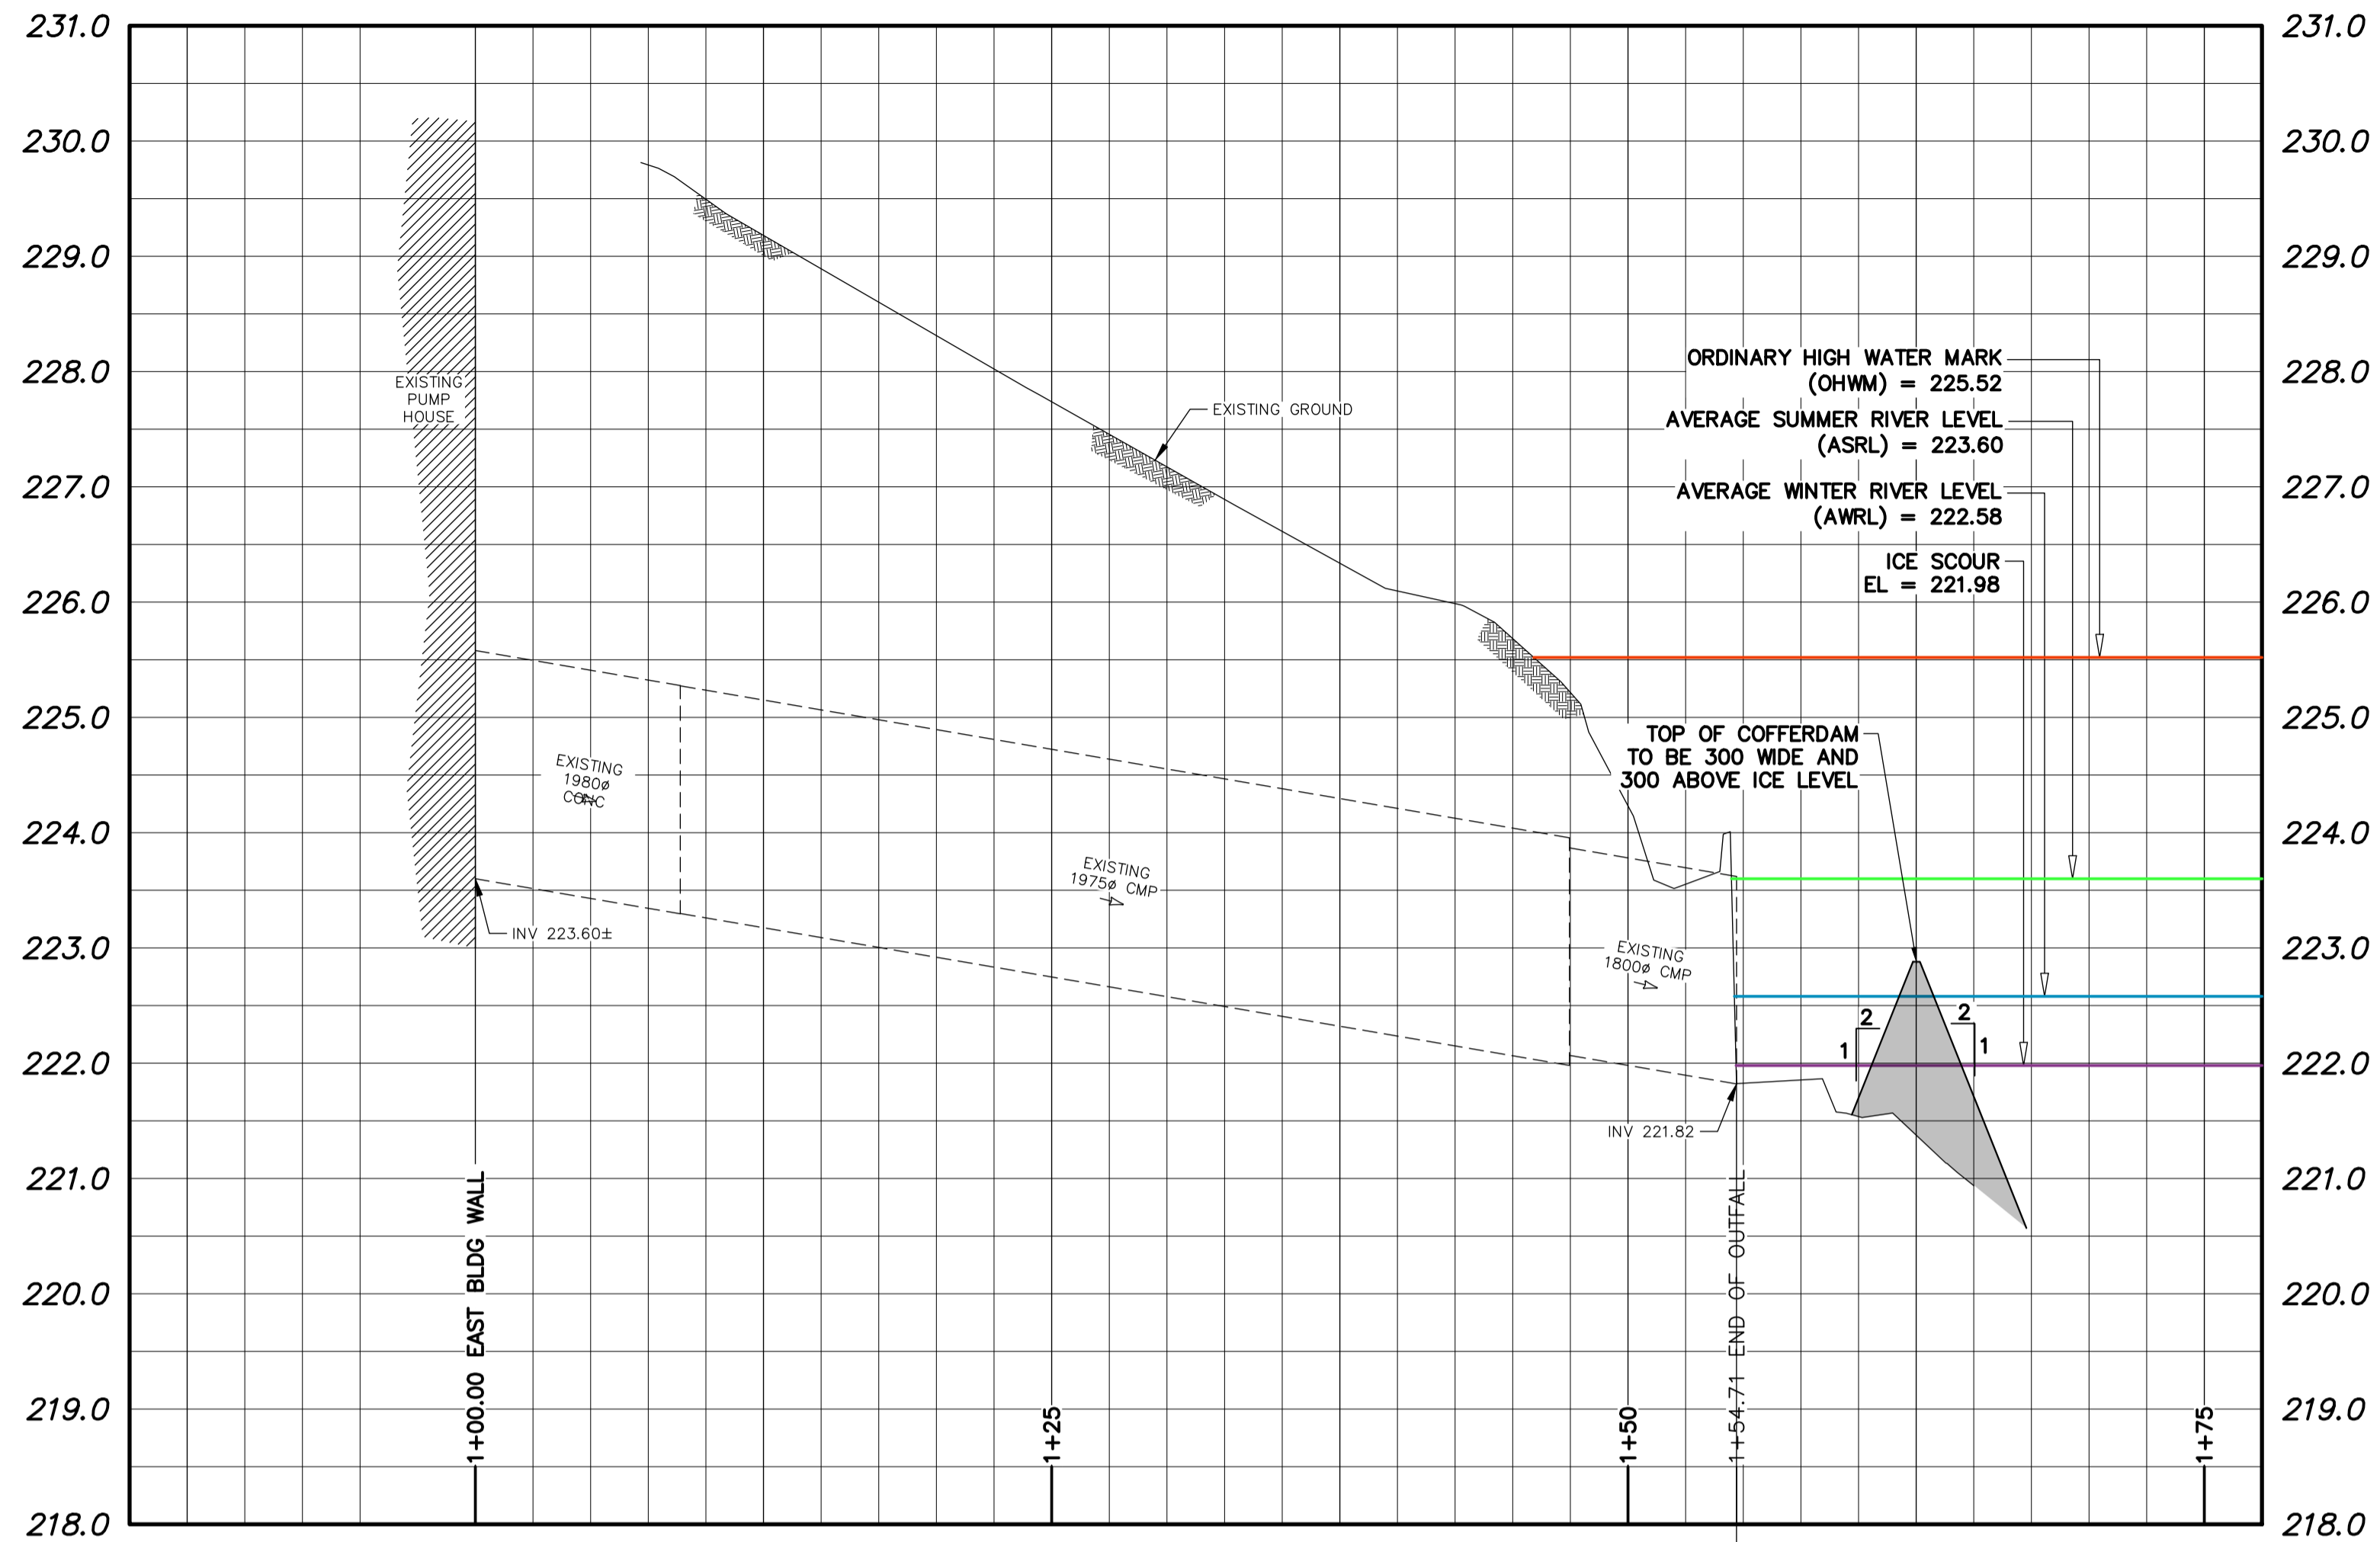 231.0 231.0
230.0 230.0
229.0 229.0
228.0 228.0
227.0 227.0
226.0 226.0
225.0 225.0
224.0 224.0
223.0 223.0
222.0 222.0
221.0 221.0
220.0 220.0
219.0 219.0
218.0 218.0
EXISTING
PUMP
HOUSE
EXISTING GROUND
ORDINARY HIGH WATER MARK
(OHWM) = 225.52
AVERAGE SUMMER RIVER LEVEL
(ASRL) = 223.60
AVERAGE WINTER RIVER LEVEL
(AWRL) = 222.58
ICE SCOUR
EL = 221.98
TOP OF COFFERDAM
TO BE 300 WIDE AND
300 ABOVE ICE LEVEL
EXISTING
1980ø
CONC
EXISTING
1975ø CMP
INV 223.60±
EXISTING
1800ø CMP
2
1
2
1
INV 221.82
1+00.00 EAST BLDG WALL
1+25
1+50
1+54.71 END OF OUTFALL
1+75